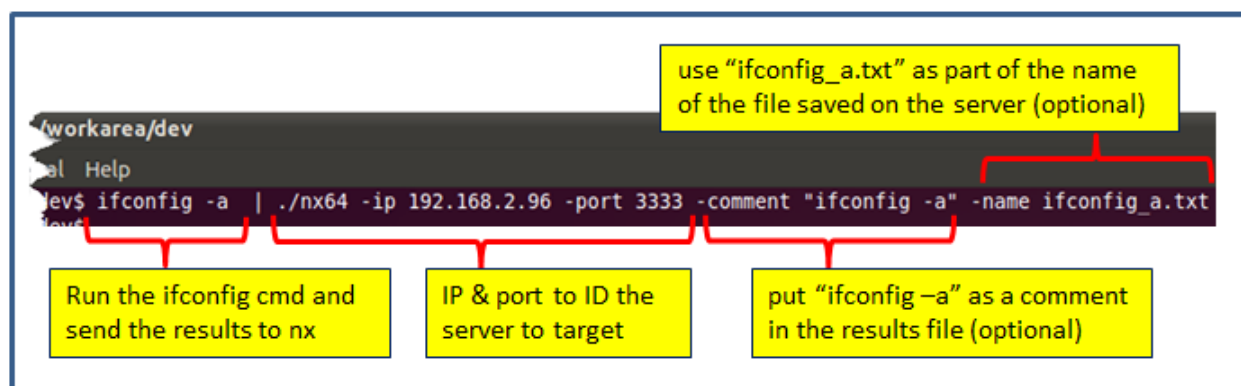 use “ifconfig_a.txt” as part of the name
of the file saved on the server (optional)
/workarea/dev
al Help
dev$ ifconfig -a | ./nx64 -ip 192.168.2.96 -port 3333 -comment "ifconfig -a" -name ifconfig_a.txt
dev$
Run the ifconfig cmd and
send the results to nx
IP & port to ID the
server to target
put “ifconfig –a” as a comment
in the results file (optional)